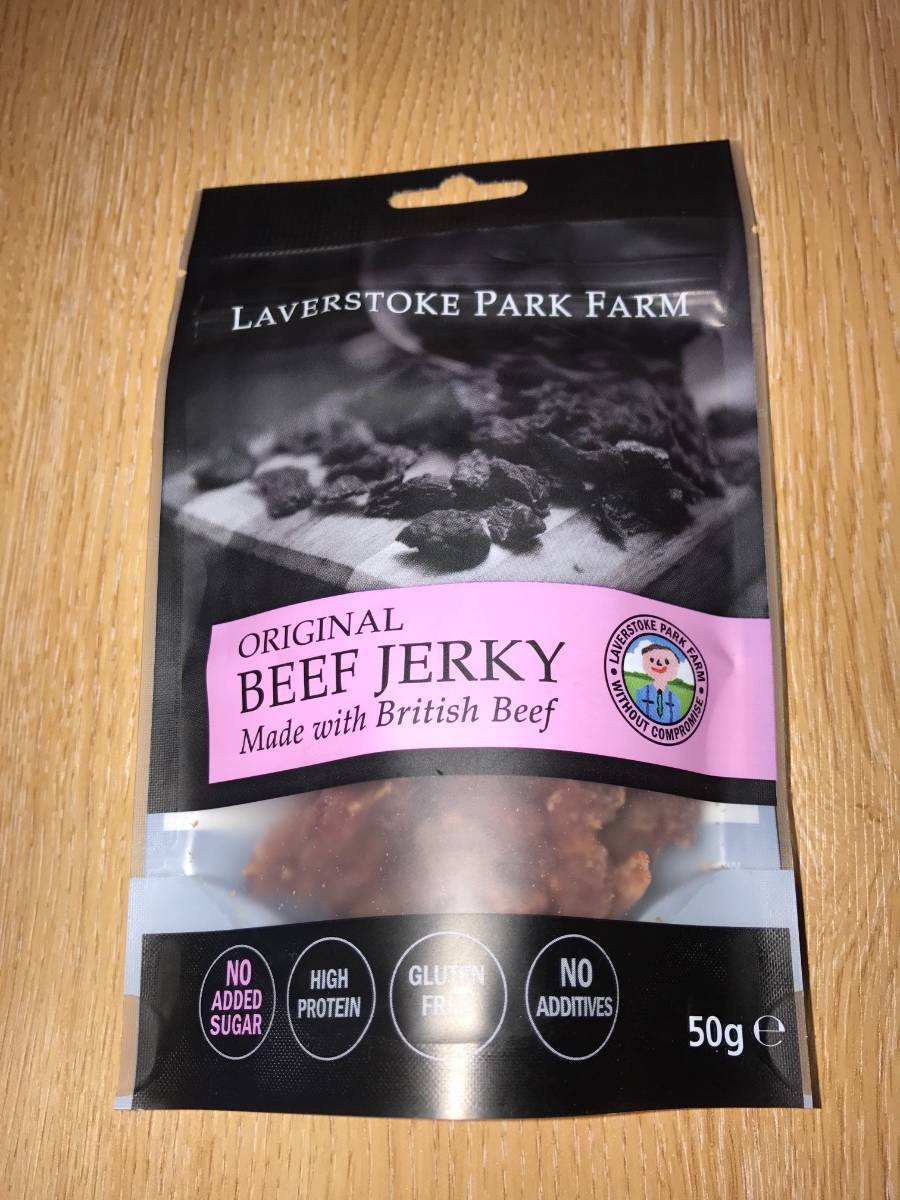 LAVERSTOKE PARK FARM
ORIGINAL
BEEF JERKY
Made with British Beef
LAVERSTOKE PARK FARM
WITHOUT COMPROMISE
NO
ADDED
SUGAR
HIGH
PROTEIN
GLUTEN
FREE
NO
ADDITIVES
50g ℮